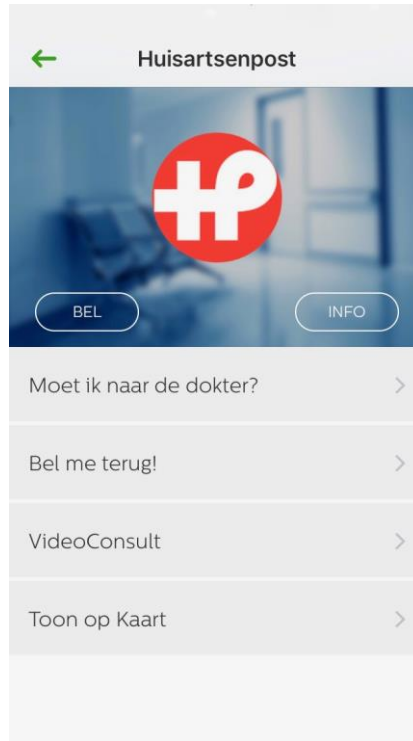 Huisartsenpost
BEL
INFO
Moet ik naar de dokter?
Bel me terug!
VideoConsult
Toon op Kaart